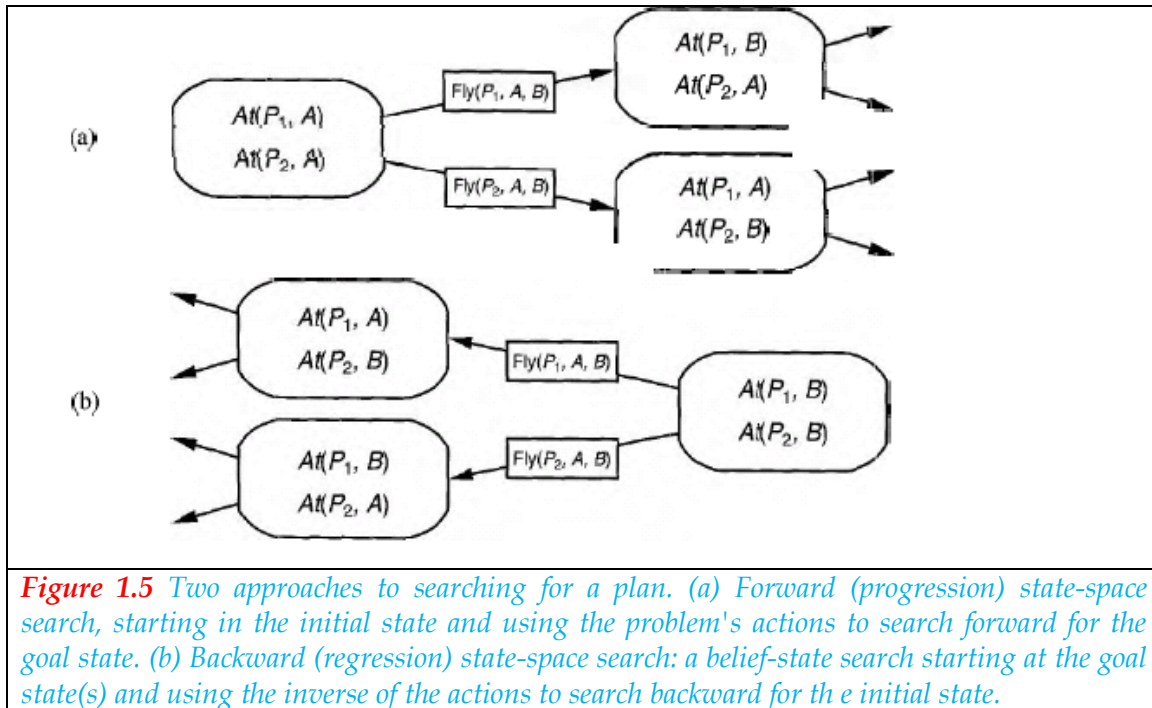 At(P₁, B)
At(P₂, A)
Fly(P₁, A, B)
(a)
At(P₁, A)
At(P₂, A)
Fly(P₂, A, B)
At(P₁, A)
At(P₂, B)
At(P₁, A)
At(P₂, B)
Fly(P₁, A, B)
(b)
At(P₁, B)
At(P₂, B)
Fly(P₂, A, B)
At(P₁, B)
At(P₂, A)
Figure 1.5 Two approaches to searching for a plan. (a) Forward (progression) state-space
search, starting in the initial state and using the problem's actions to search forward for the
goal state. (b) Backward (regression) state-space search: a belief-state search starting at the goal
state(s) and using the inverse of the actions to search backward for th e initial state.